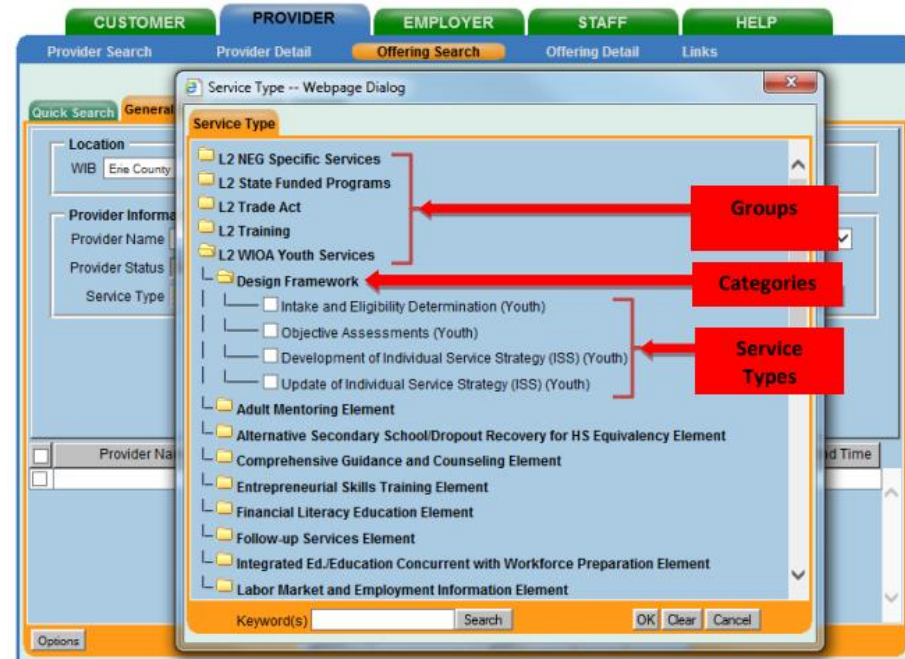 CUSTOMER PROVIDER EMPLOYER STAFF HELP
Provider Search Provider Detail Offering Search Offering Detail Links
Service Type -- Webpage Dialog
Quick Search General
Service Type
Location
WIB Erie County
Provider Informa
Provider Name
Provider Status
Service Type
L2 NEG Specific Services
L2 State Funded Programs
L2 Trade Act
L2 Training
L2 WIOA Youth Services
Design Framework
Intake and Eligibility Determination (Youth)
Objective Assessments (Youth)
Development of Individual Service Strategy (ISS) (Youth)
Update of Individual Service Strategy (ISS) (Youth)
Adult Mentoring Element
Alternative Secondary School/Dropout Recovery for HS Equivalency Element
Comprehensive Guidance and Counseling Element
Entrepreneurial Skills Training Element
Financial Literacy Education Element
Follow-up Services Element
Integrated Ed./Education Concurrent with Workforce Preparation Element
Labor Market and Employment Information Element
Groups
Categories
Service
Types
Provider Na
nd Time
Keyword(s) Search OK Clear Cancel
Options